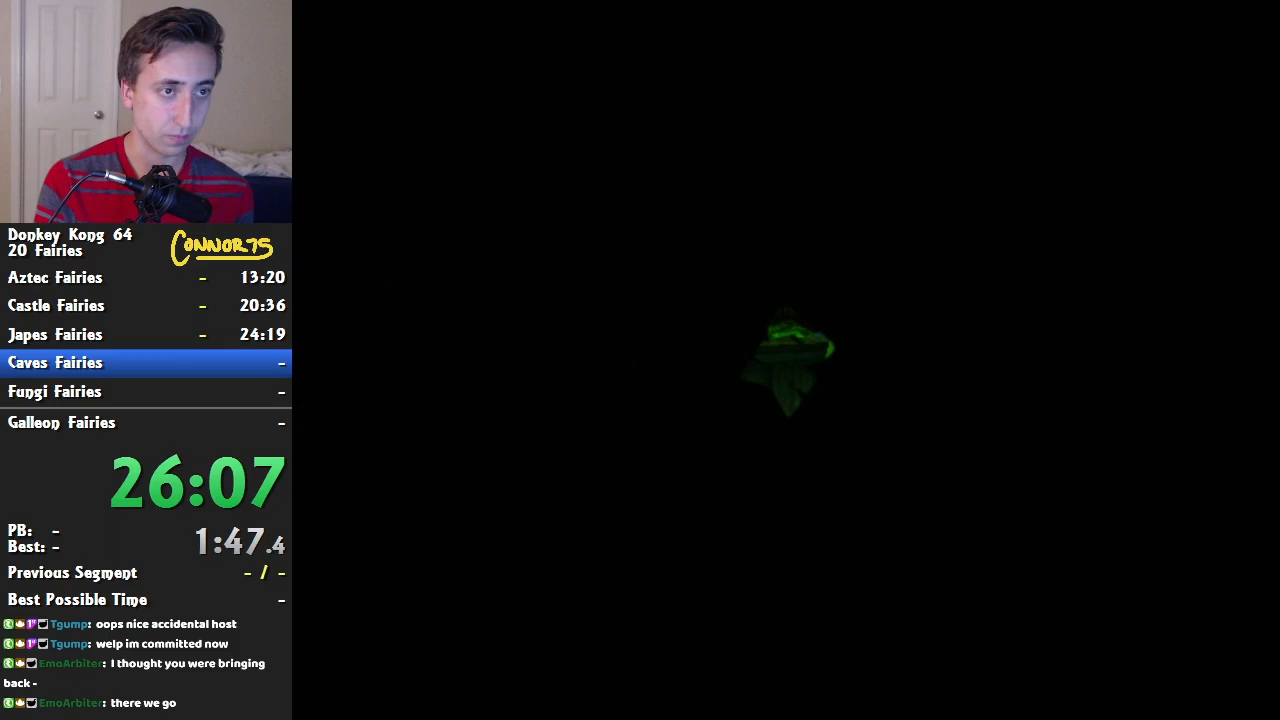 Donkey Kong 64
20 Fairies
CONNOR75
Aztec Fairies - 13:20
Castle Fairies - 20:36
Japes Fairies - 24:19
Caves Fairies -
Fungi Fairies -
Galleon Fairies -
26:07
PB: -
Best: -
1:47.4
Previous Segment - / -
Best Possible Time -
Tgump: oops nice accidental host
Tgump: welp im committed now
EmoArbiter: I thought you were bringing
back -
EmoArbiter: there we go